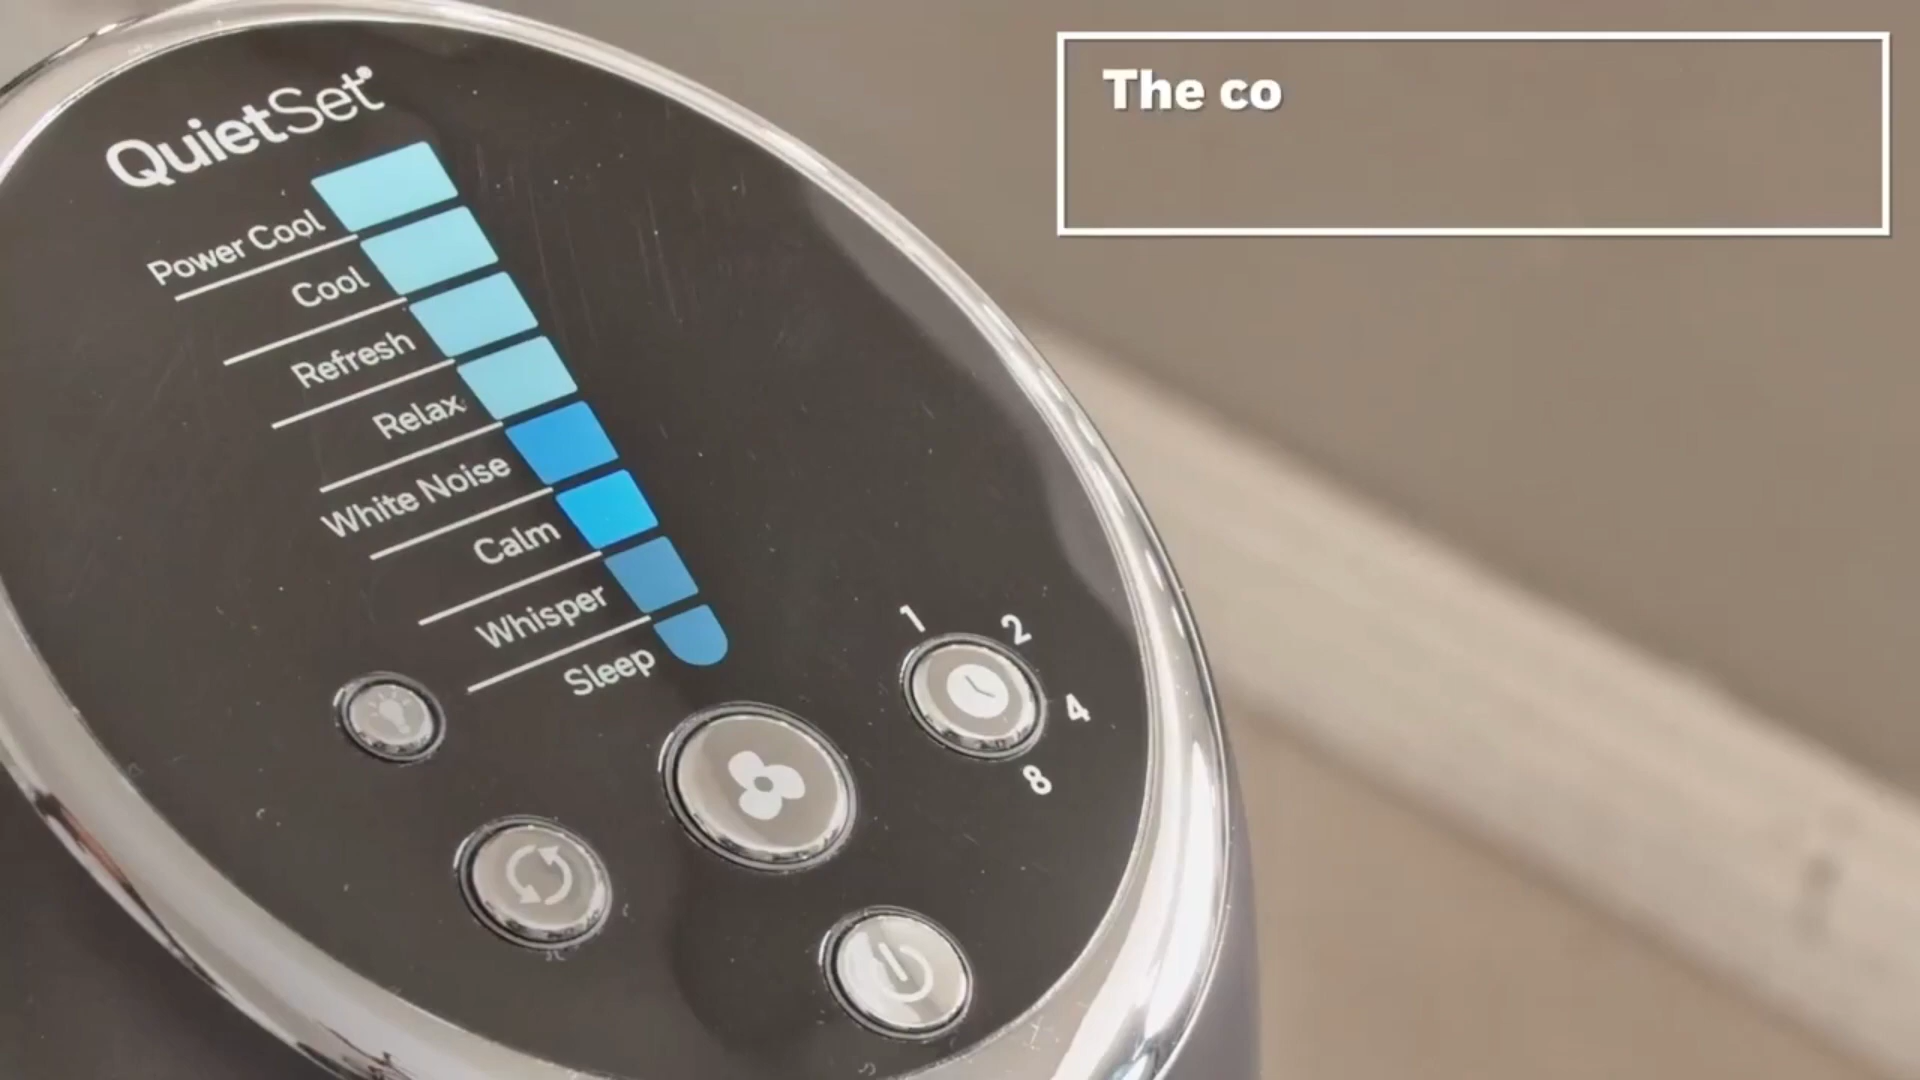 QuietSet®
Power Cool
Cool
Refresh
Relax
White Noise
Calm
Whisper
Sleep
1
2
4
8
The co